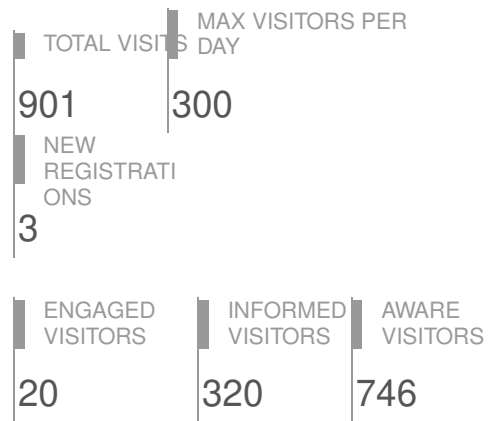 TOTAL VISITS
MAX VISITORS PER
DAY
901
300
NEW
REGISTRATI
ONS
3
ENGAGED
VISITORS
INFORMED
VISITORS
AWARE
VISITORS
20
320
746